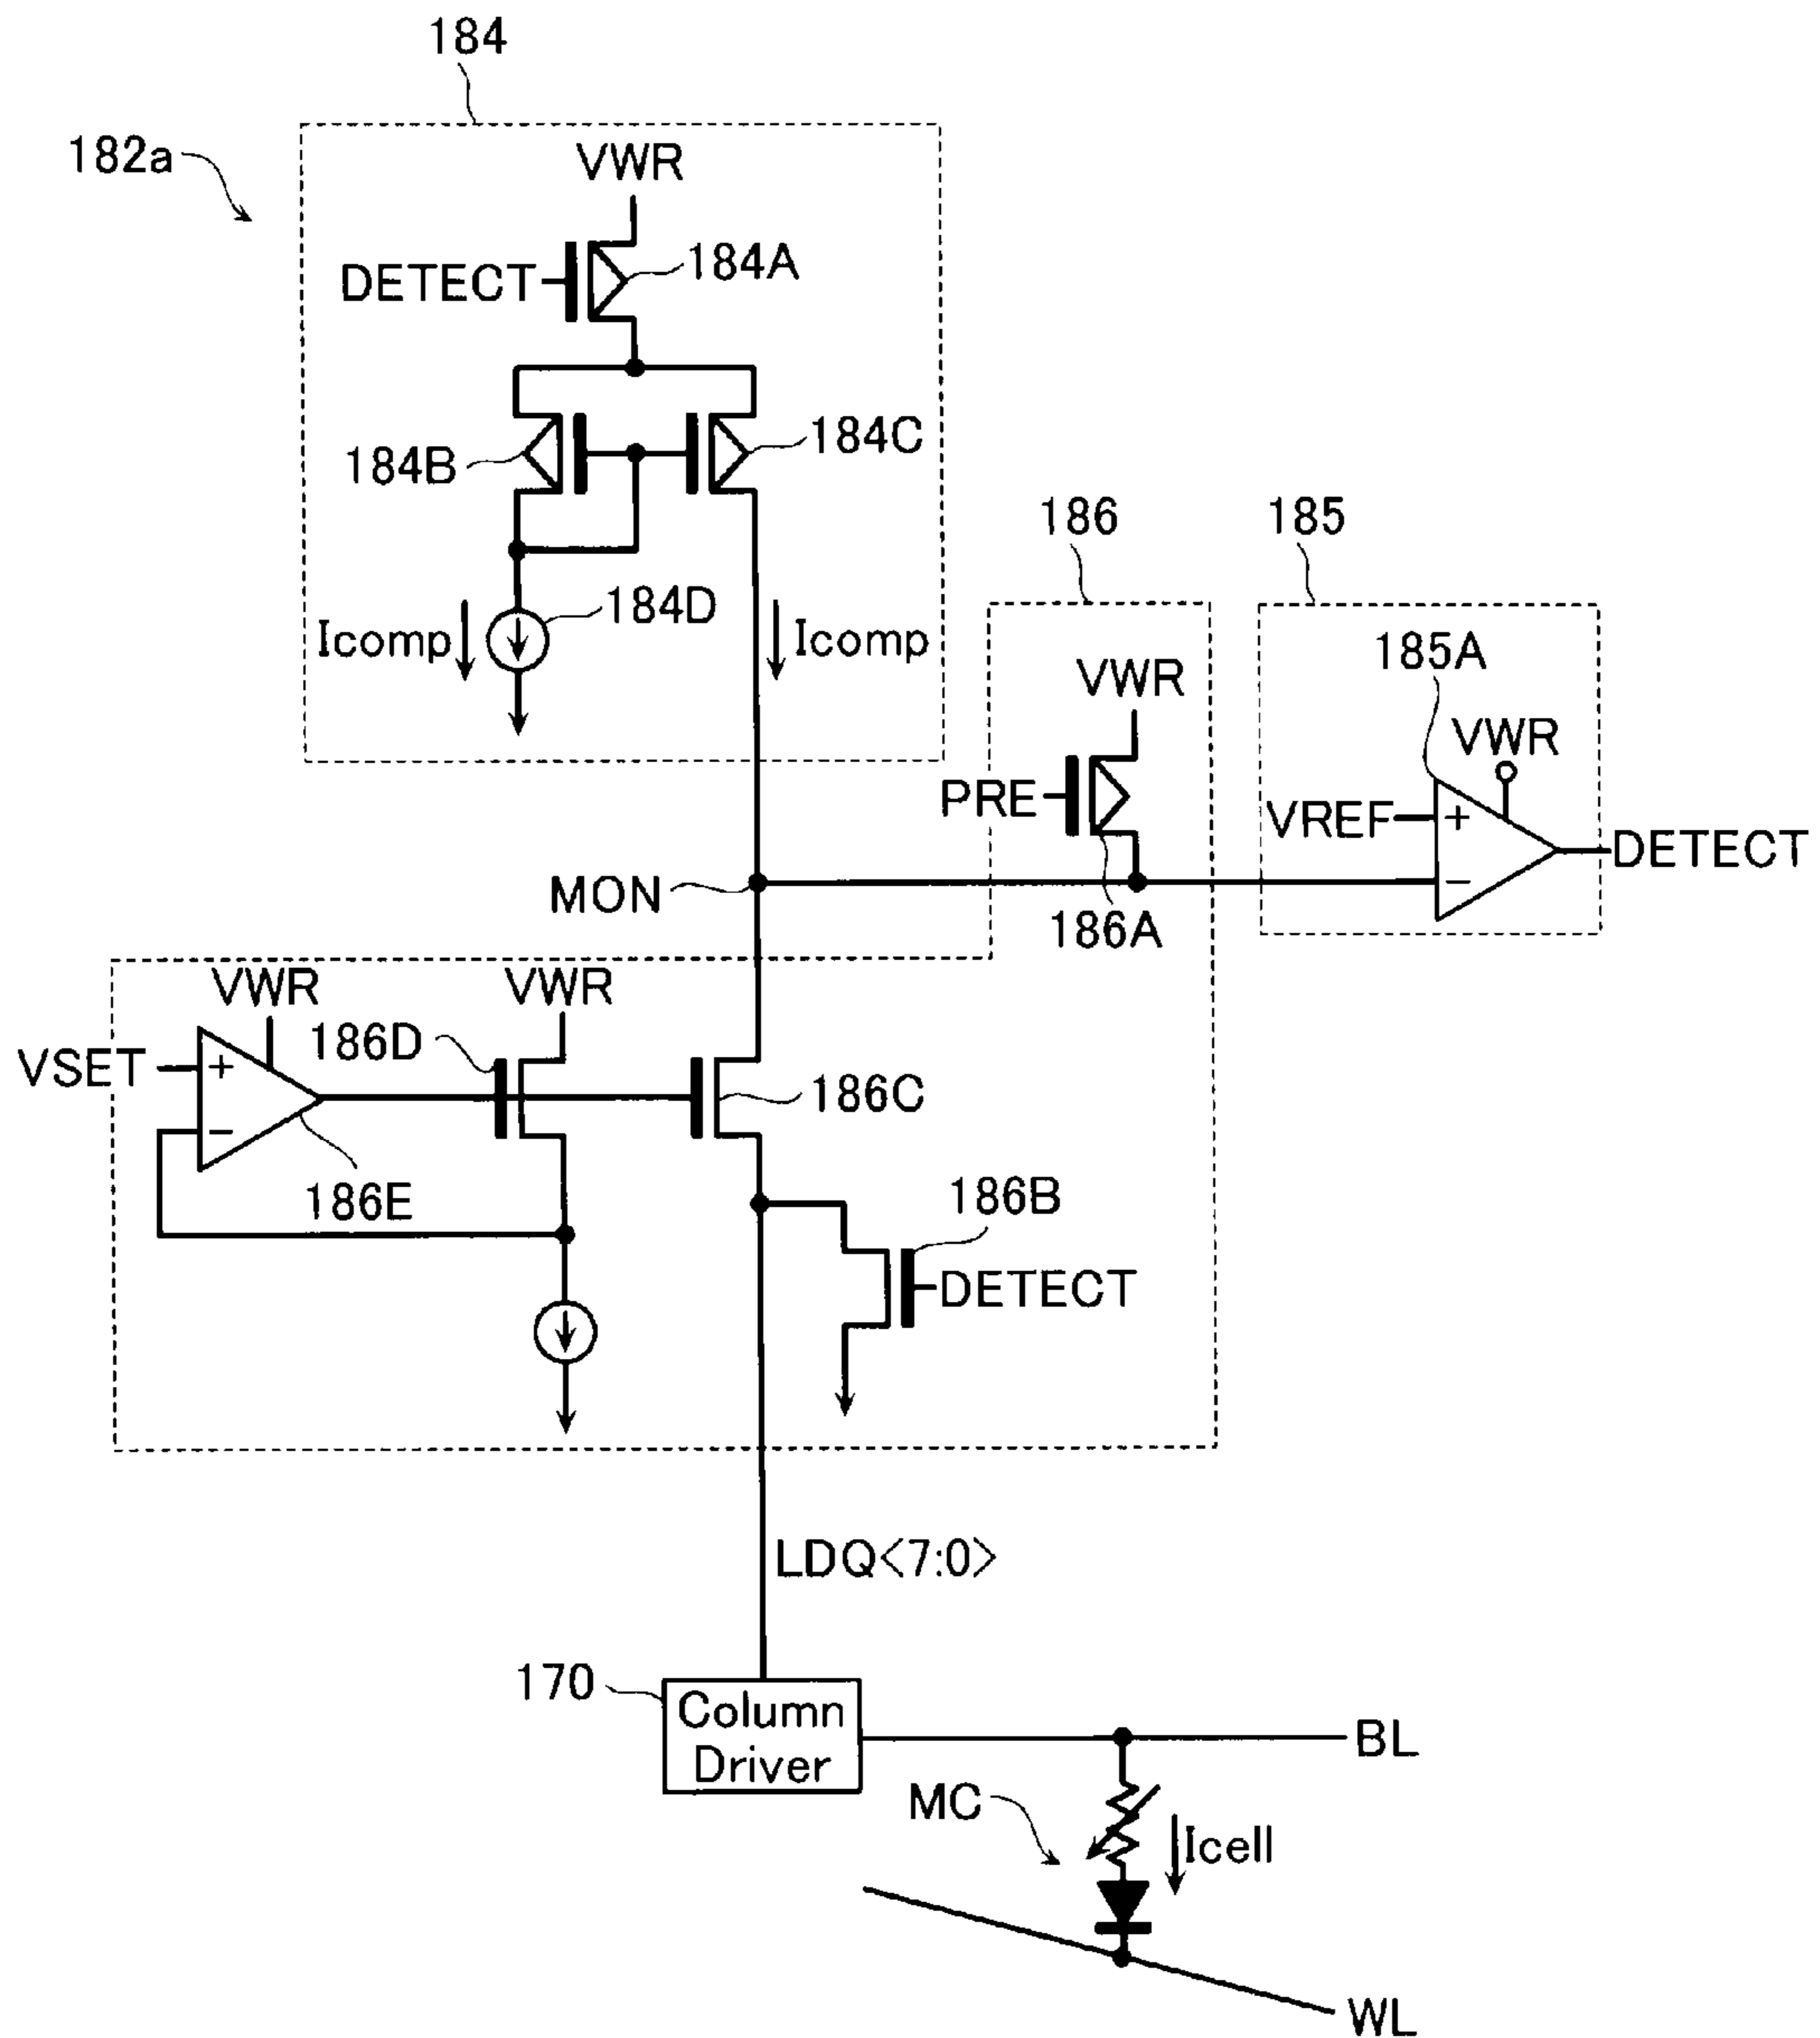 184
182a
VWR
DETECT
184A
184B
184C
184D
Icomp
Icomp
186
185
VWR
PRE
186A
185A
VWR
VREF
+
−
DETECT
MON
VWR
VWR
186D
VSET
+
−
186E
186C
186B
DETECT
LDQ<7:0>
170
Column
Driver
BL
MC
Icell
WL